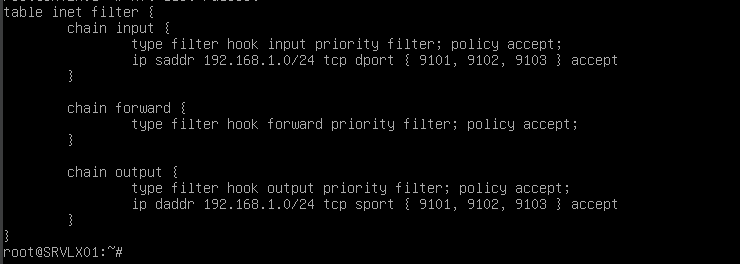 table inet filter {
chain input {
type filter hook input priority filter; policy accept;
ip saddr 192.168.1.0/24 tcp dport { 9101, 9102, 9103 } accept
}
chain forward {
type filter hook forward priority filter; policy accept;
}
chain output {
type filter hook output priority filter; policy accept;
ip daddr 192.168.1.0/24 tcp sport { 9101, 9102, 9103 } accept
}
}
root@SRVLX01:~#